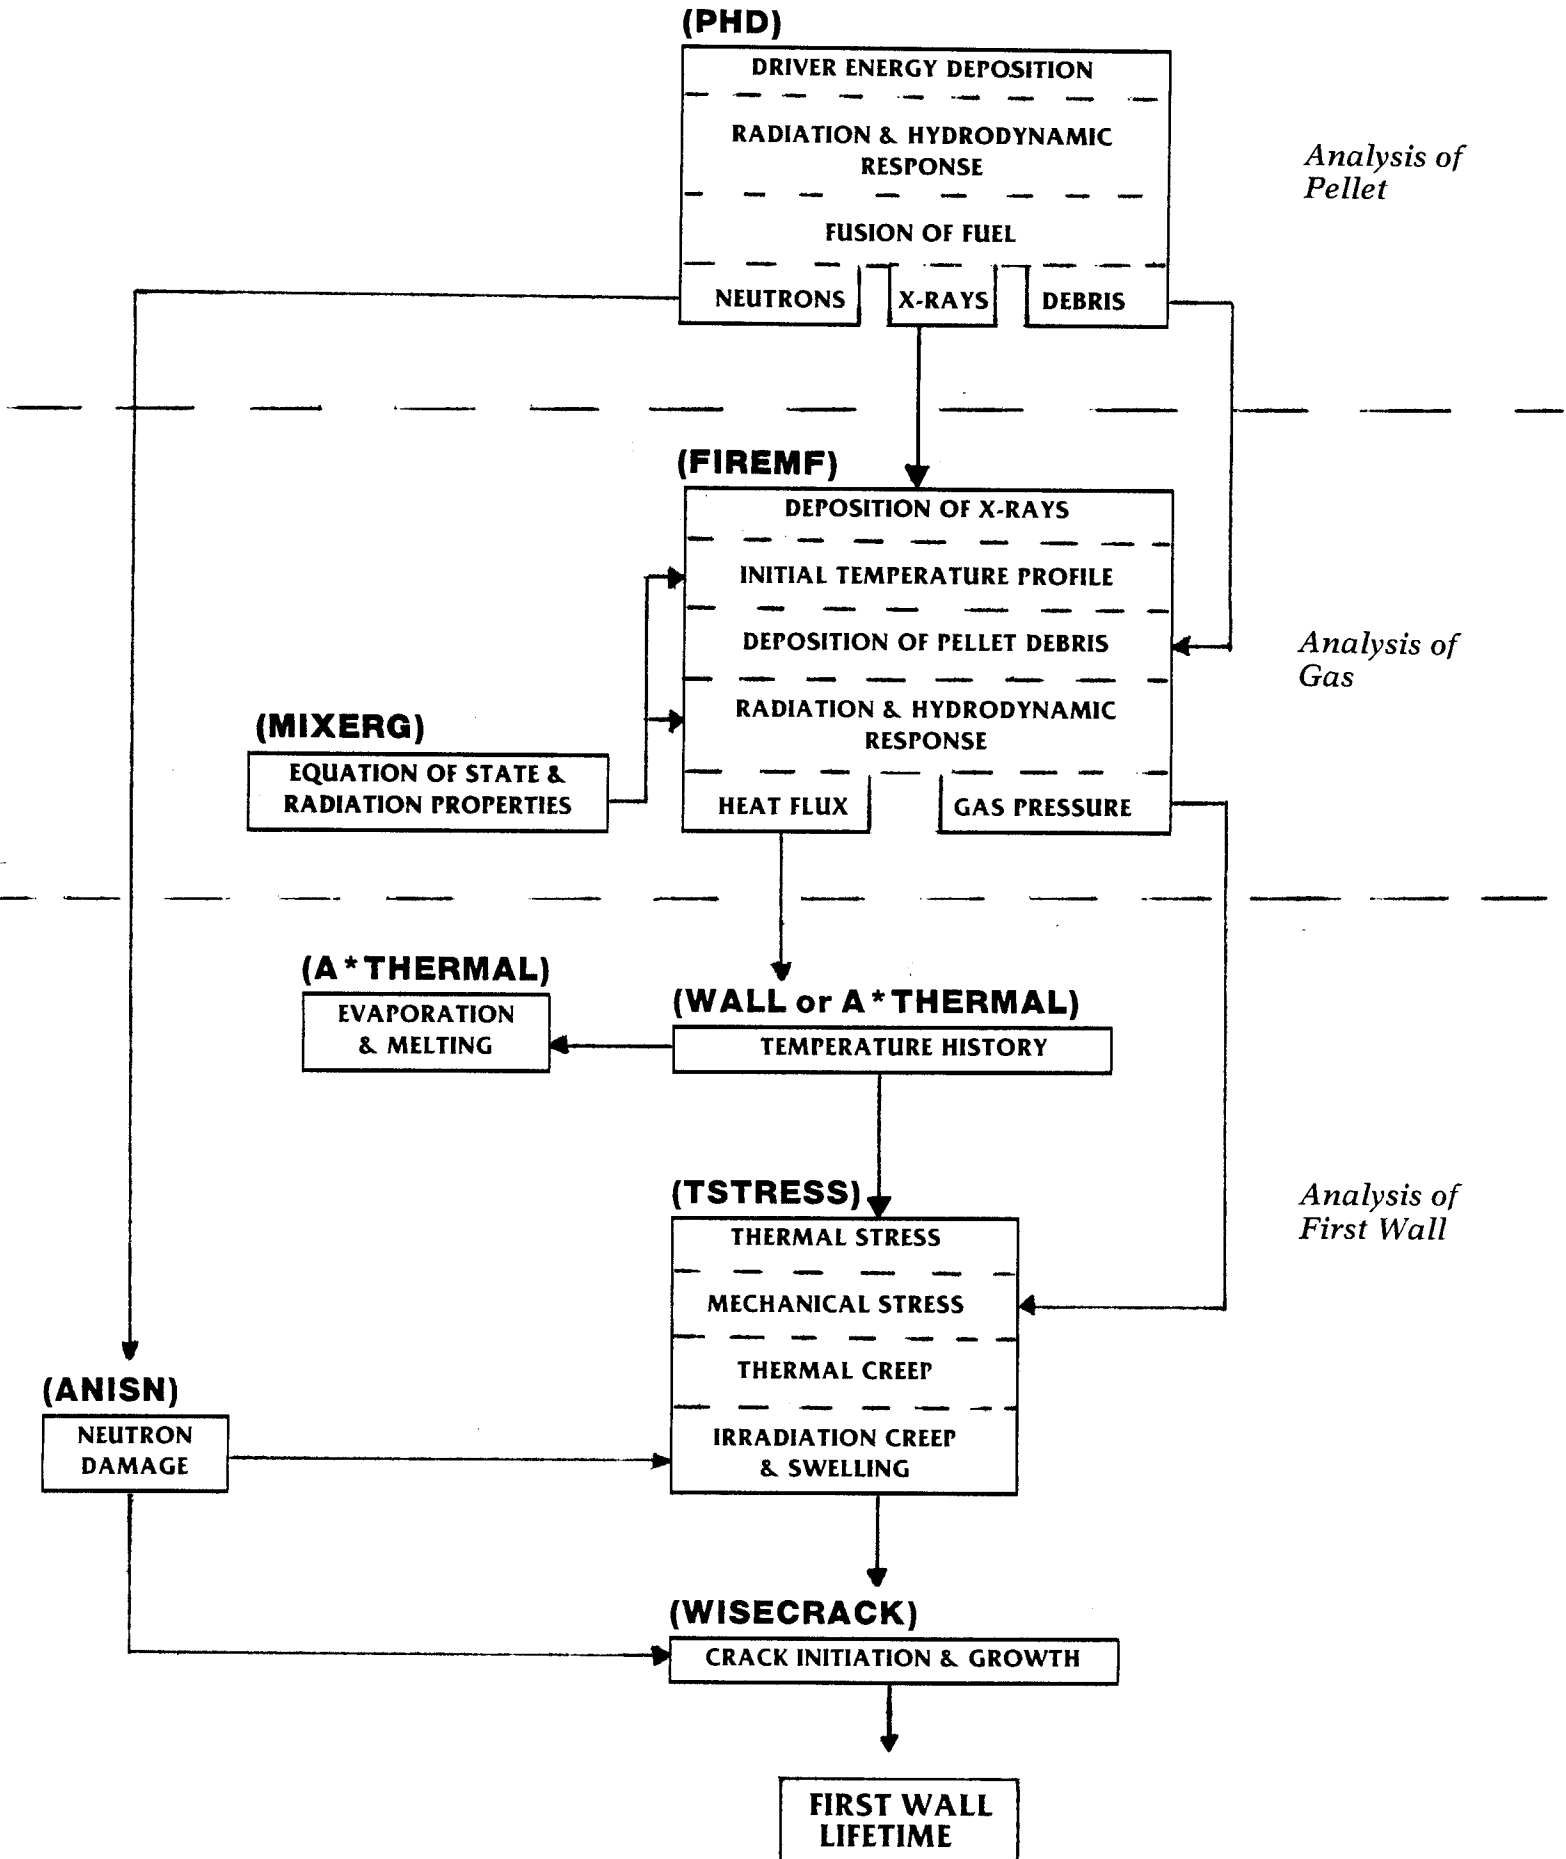 (PHD)
DRIVER ENERGY DEPOSITION
RADIATION & HYDRODYNAMIC
RESPONSE
FUSION OF FUEL
NEUTRONS
X-RAYS
DEBRIS
Analysis of
Pellet
(FIREMF)
DEPOSITION OF X-RAYS
INITIAL TEMPERATURE PROFILE
DEPOSITION OF PELLET DEBRIS
RADIATION & HYDRODYNAMIC
RESPONSE
HEAT FLUX
GAS PRESSURE
Analysis of
Gas
(MIXERG)
EQUATION OF STATE &
RADIATION PROPERTIES
(A*THERMAL)
EVAPORATION
& MELTING
(WALL or A*THERMAL)
TEMPERATURE HISTORY
(TSTRESS)
THERMAL STRESS
MECHANICAL STRESS
THERMAL CREEP
IRRADIATION CREEP
& SWELLING
Analysis of
First Wall
(ANISN)
NEUTRON
DAMAGE
(WISECRACK)
CRACK INITIATION & GROWTH
FIRST WALL
LIFETIME